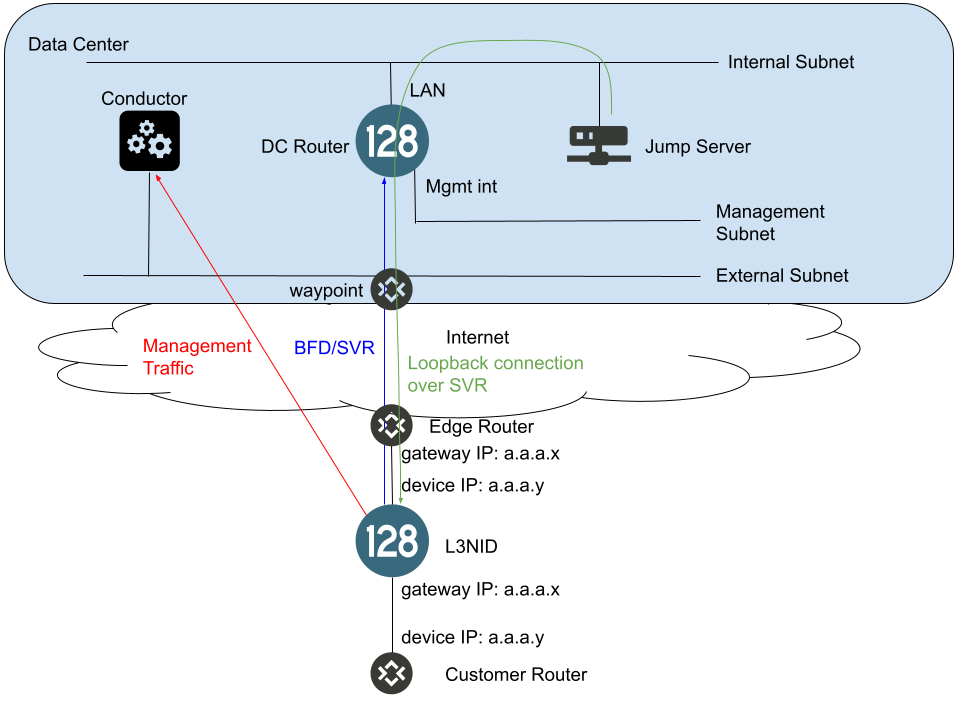 Data Center
Internal Subnet
Conductor
LAN
128
DC Router
Jump Server
Mgmt int
Management
Subnet
External Subnet
waypoint
Internet
Management
Traffic
BFD/SVR
Loopback connection
over SVR
Edge Router
gateway IP: a.a.a.x
device IP: a.a.a.y
128
L3NID
gateway IP: a.a.a.x
device IP: a.a.a.y
Customer Router